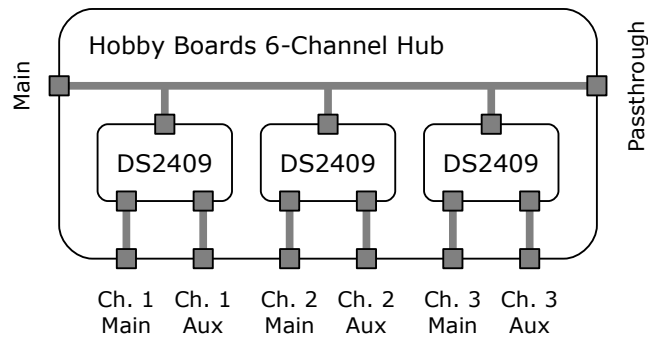 Hobby Boards 6-Channel Hub
Main
Passthrough
DS2409
DS2409
DS2409
Ch. 1
Main
Ch. 1
Aux
Ch. 2
Main
Ch. 2
Aux
Ch. 3
Main
Ch. 3
Aux